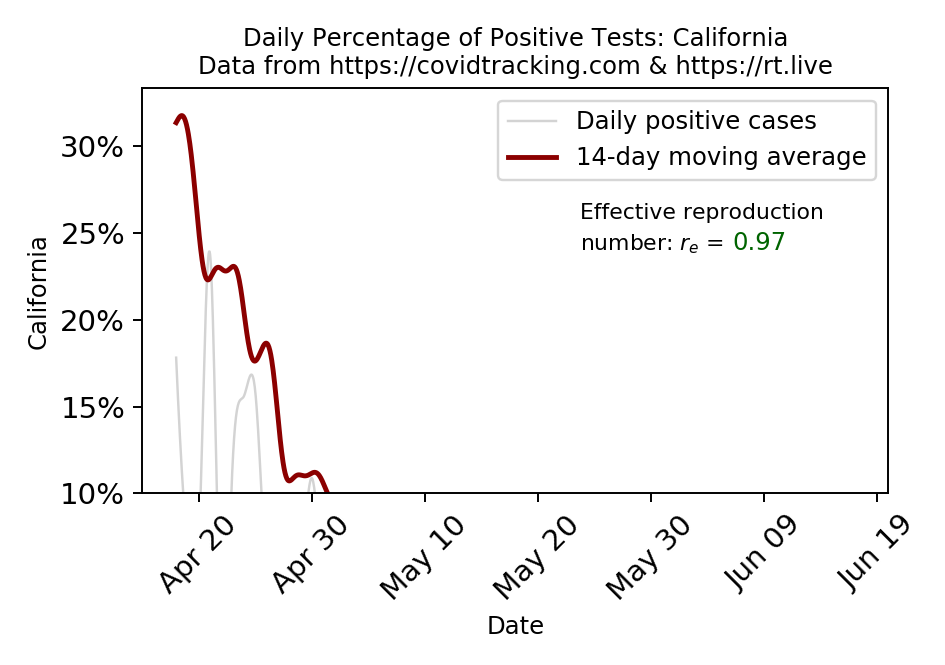 Daily Percentage of Positive Tests: California
Data from https://covidtracking.com & https://rt.live
Daily positive cases
14-day moving average
Effective reproduction
number: rₑ = 0.97
California
30%
25%
20%
15%
10%
Apr 20
Apr 30
May 10
May 20
May 30
Jun 09
Jun 19
Date